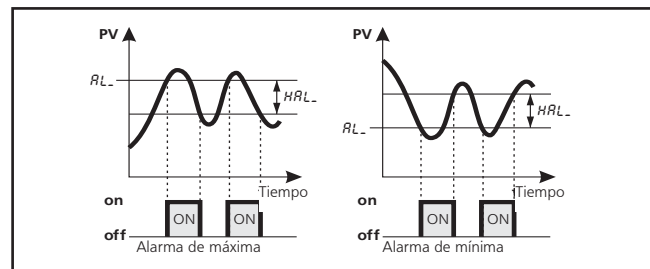 PV
PV
AL_
HAL_
HAL_
AL_
Tiempo
Tiempo
on
ON
ON
on
ON
ON
off
Alarma de máxima
off
Alarma de mínima